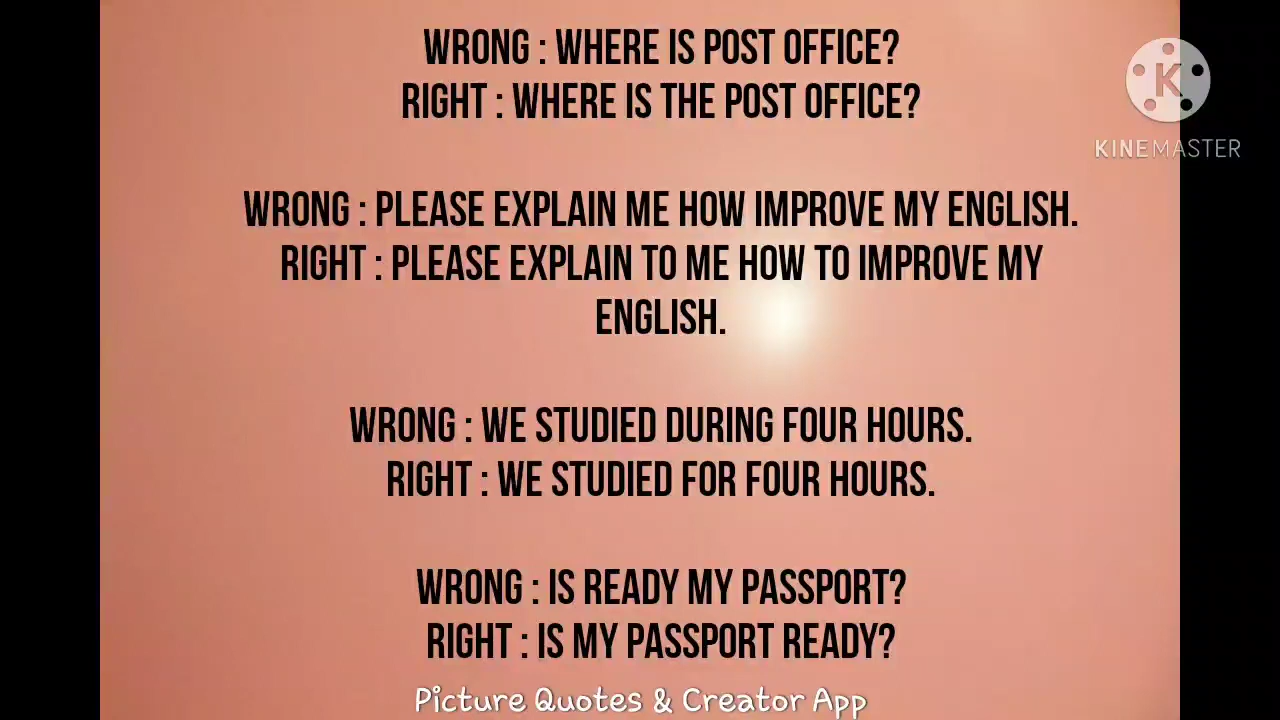 WRONG : WHERE IS POST OFFICE?
RIGHT : WHERE IS THE POST OFFICE?
K
KINEMASTER
WRONG : PLEASE EXPLAIN ME HOW IMPROVE MY ENGLISH.
RIGHT : PLEASE EXPLAIN TO ME HOW TO IMPROVE MY
ENGLISH.
WRONG : WE STUDIED DURING FOUR HOURS.
RIGHT : WE STUDIED FOR FOUR HOURS.
WRONG : IS READY MY PASSPORT?
RIGHT : IS MY PASSPORT READY?
Picture Quotes & Creator App